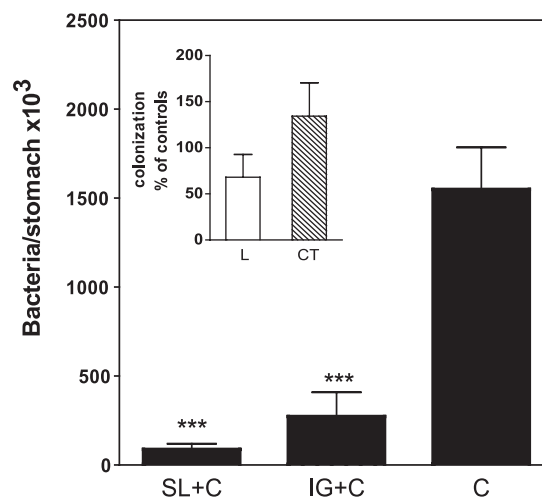 Bacteria/stomach x10³
2500
2000
1500
1000
500
0
colonization
% of controls
200
150
100
50
0
L
CT
***
***
SL+C
IG+C
C